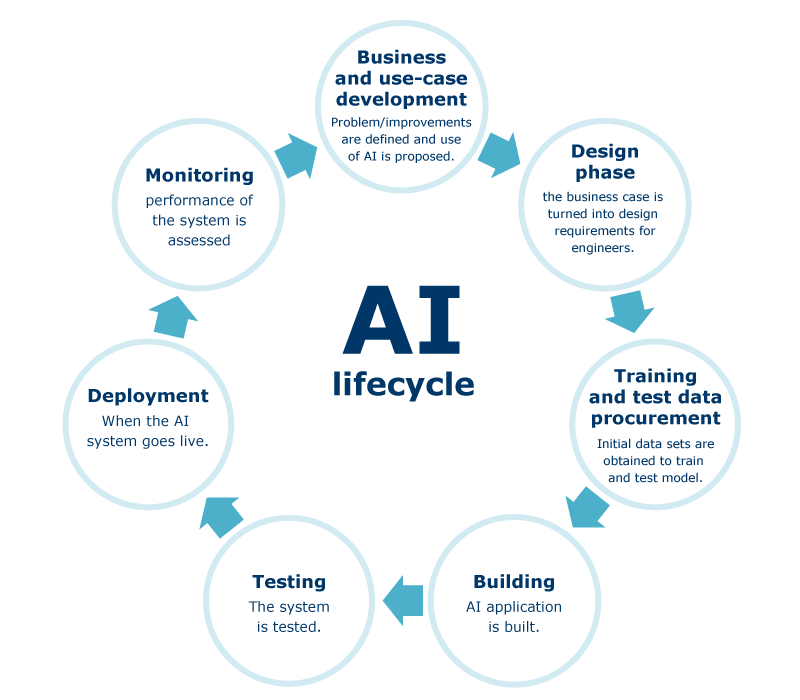 Business
and use-case
development
Problem/improvements
are defined and use
of AI is proposed.
Design
phase
the business case is
turned into design
requirements for
engineers.
Training
and test data
procurement
Initial data sets are
obtained to train
and test model.
Building
AI application
is built.
Testing
The system
is tested.
Deployment
When the AI
system goes live.
Monitoring
performance of
the system is
assessed
AI
lifecycle